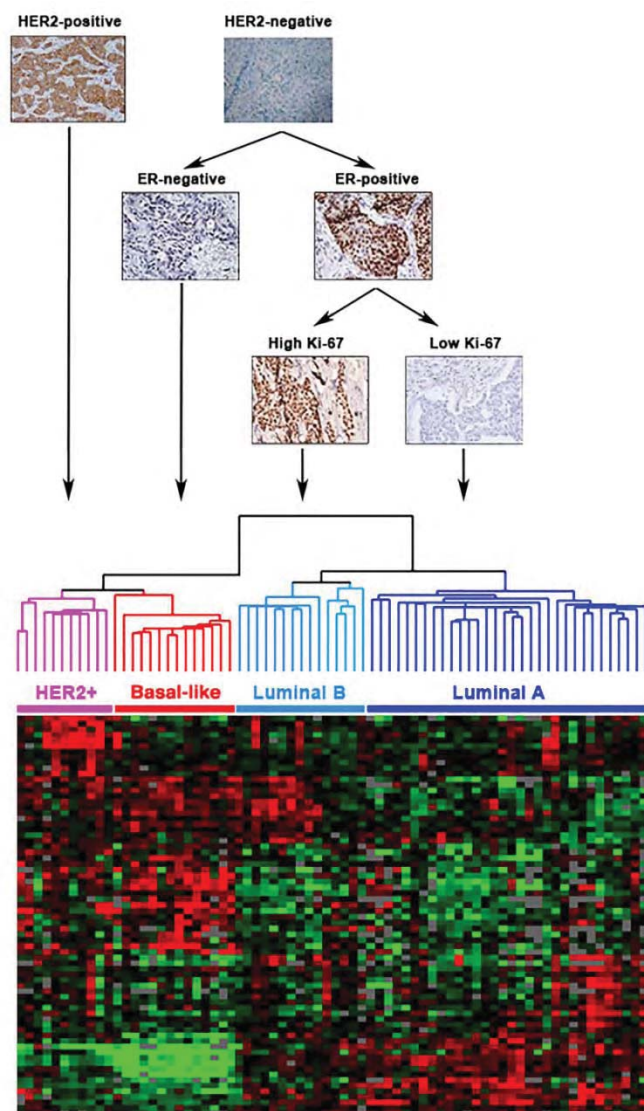 HER2-positive
HER2-negative
ER-negative
ER-positive
High Ki-67
Low Ki-67
HER2+
Basal-like
Luminal B
Luminal A